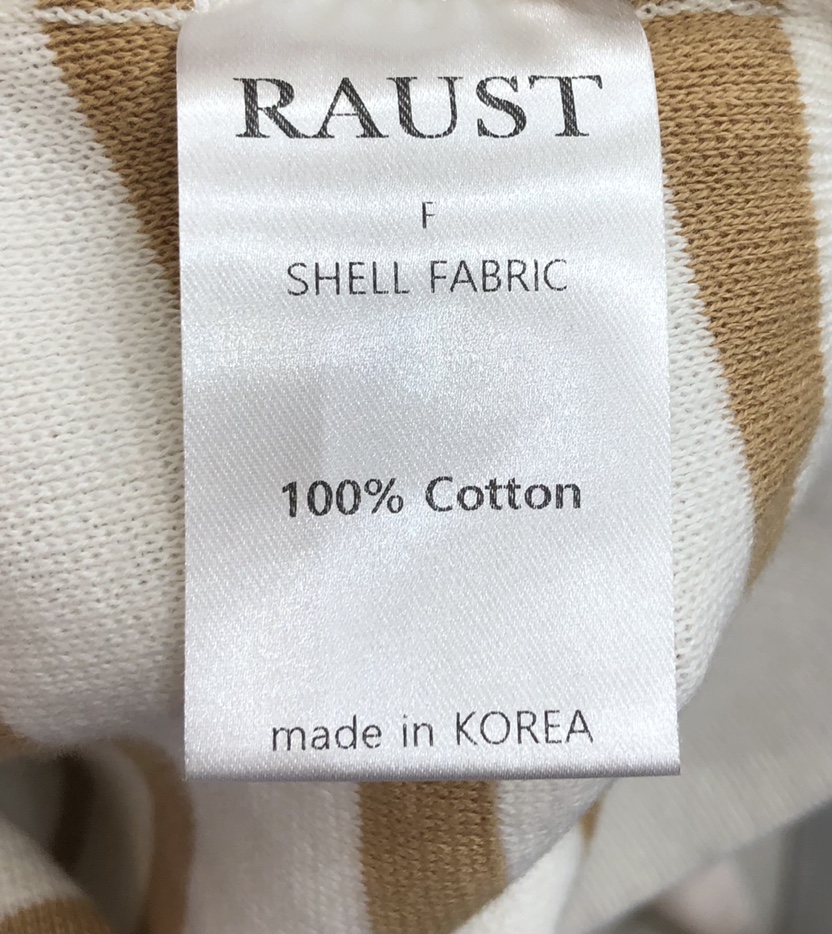 RAUST
F
SHELL FABRIC
100% Cotton
made in KOREA